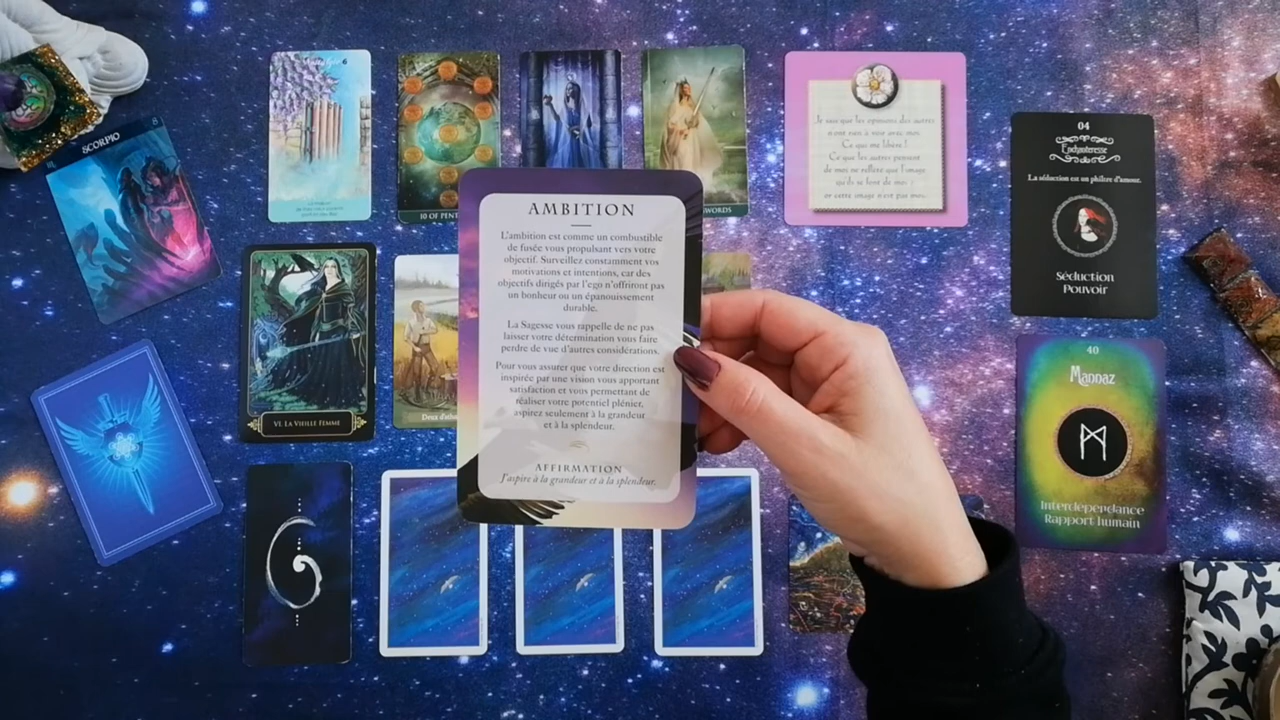 8
SCORPIO
6
10 OF PENT
WORDS
Je sais que les opinions des autres
n'ont rien à voir avec moi.
Ce qui me libère !
Ce que les autres pensent
de moi ne reflète que l'image
qu'ils se font de moi ;
or cette image n'est pas moi.
04
Enchanteresse
La séduction est un philtre d'amour.
Séduction
Pouvoir
VI. LA VIEILLE FEMME
AMBITION
L'ambition est comme un combustible
de fusée vous propulsant vers votre
objectif. Surveillez constamment vos
motivations et intentions, car des
objectifs dirigés par l'ego n'offriront pas
un bonheur ou un épanouissement
durable.
La Sagesse vous rappelle de ne pas
laisser votre détermination vous faire
perdre de vue d'autres considérations.
Pour vous assurer que votre direction est
inspirée par une vision vous apportant
satisfaction et vous permettant de
réaliser votre potentiel plénier,
aspirez seulement à la grandeur
et à la splendeur.
AFFIRMATION
J'aspire à la grandeur et à la splendeur.
40
Mannaz
Interdépendance
Rapport humain